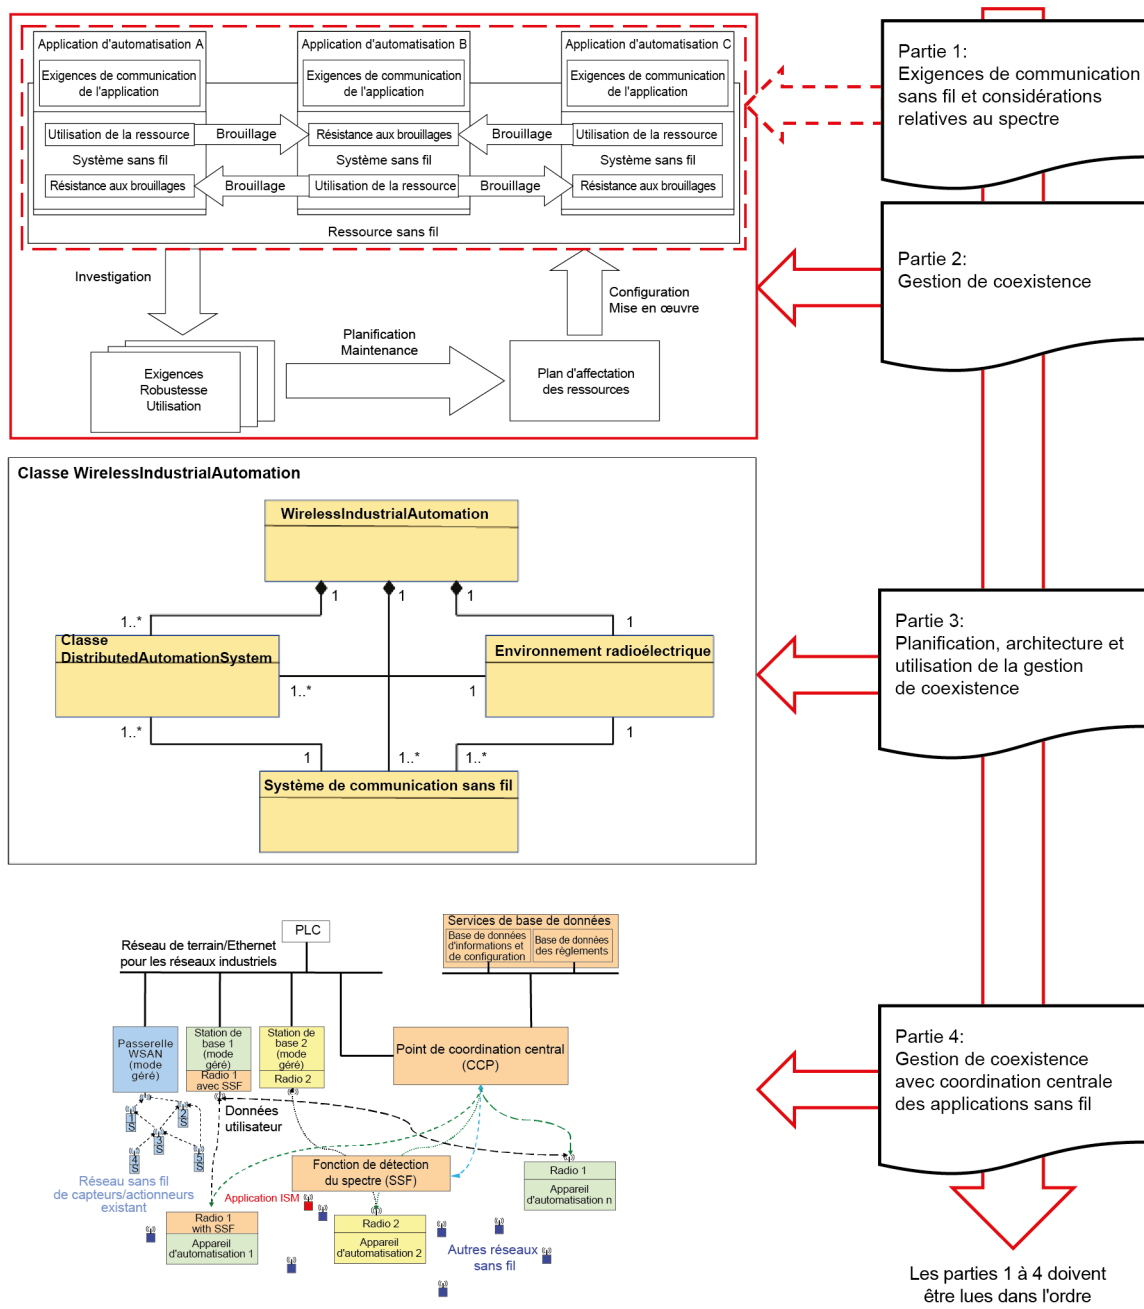 Application d'automatisation A
Application d'automatisation B
Application d'automatisation C
Exigences de communication
de l'application
Exigences de communication
de l'application
Exigences de communication
de l'application
Utilisation de la ressource
Brouillage
Résistance aux brouillages
Brouillage
Utilisation de la ressource
Système sans fil
Système sans fil
Système sans fil
Résistance aux brouillages
Brouillage
Utilisation de la ressource
Brouillage
Résistance aux brouillages
Ressource sans fil
Investigation
Configuration
Mise en œuvre
Planification
Maintenance
Exigences
Robustesse
Utilisation
Plan d'affectation
des ressources
Partie 1:
Exigences de communication
sans fil et considérations
relatives au spectre
Partie 2:
Gestion de coexistence
Classe WirelessIndustrialAutomation
WirelessIndustrialAutomation
1
1
1
1..*
1
Classe
DistributedAutomationSystem
Environnement radioélectrique
1..*
1
1..*
1
1
1..*
1..*
Système de communication sans fil
Partie 3:
Planification, architecture et
utilisation de la gestion
de coexistence
PLC
Réseau de terrain/Ethernet
pour les réseaux industriels
Services de base de données
Base de données
d'informations et
de configuration
Base de données
des règlements
Passerelle
WSAN
(mode
géré)
Station de
base 1
(mode
géré)
Radio 1
avec SSF
Station de
base 2
(mode
géré)
Radio 2
Point de coordination central
(CCP)
Données
utilisateur
1
S
2
S
3
S
4
S
5
S
Réseau sans fil
de capteurs/actionneurs
existant
Fonction de détection
du spectre (SSF)
Application ISM
Radio 1
Appareil
d'automatisation n
Radio 1
with SSF
Appareil
d'automatisation 1
Radio 2
Appareil
d'automatisation 2
Autres réseaux
sans fil
Partie 4:
Gestion de coexistence
avec coordination centrale
des applications sans fil
Les parties 1 à 4 doivent
être lues dans l'ordre